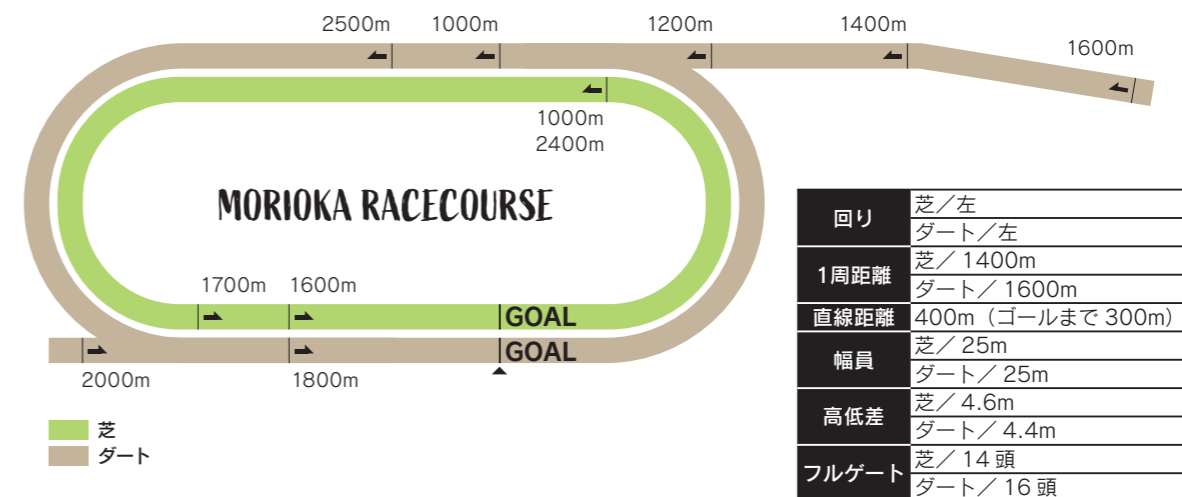 2500m
1000m
1200m
1400m
1600m
1000m
2400m
MORIOKA RACECOURSE
1700m
1600m
GOAL
GOAL
2000m
1800m
芝
ダート
回り
芝／左
ダート／左
1周距離
芝／1400m
ダート／1600m
直線距離
400m（ゴールまで 300m）
幅員
芝／25m
ダート／25m
高低差
芝／4.6m
ダート／4.4m
フルゲート
芝／14 頭
ダート／16 頭